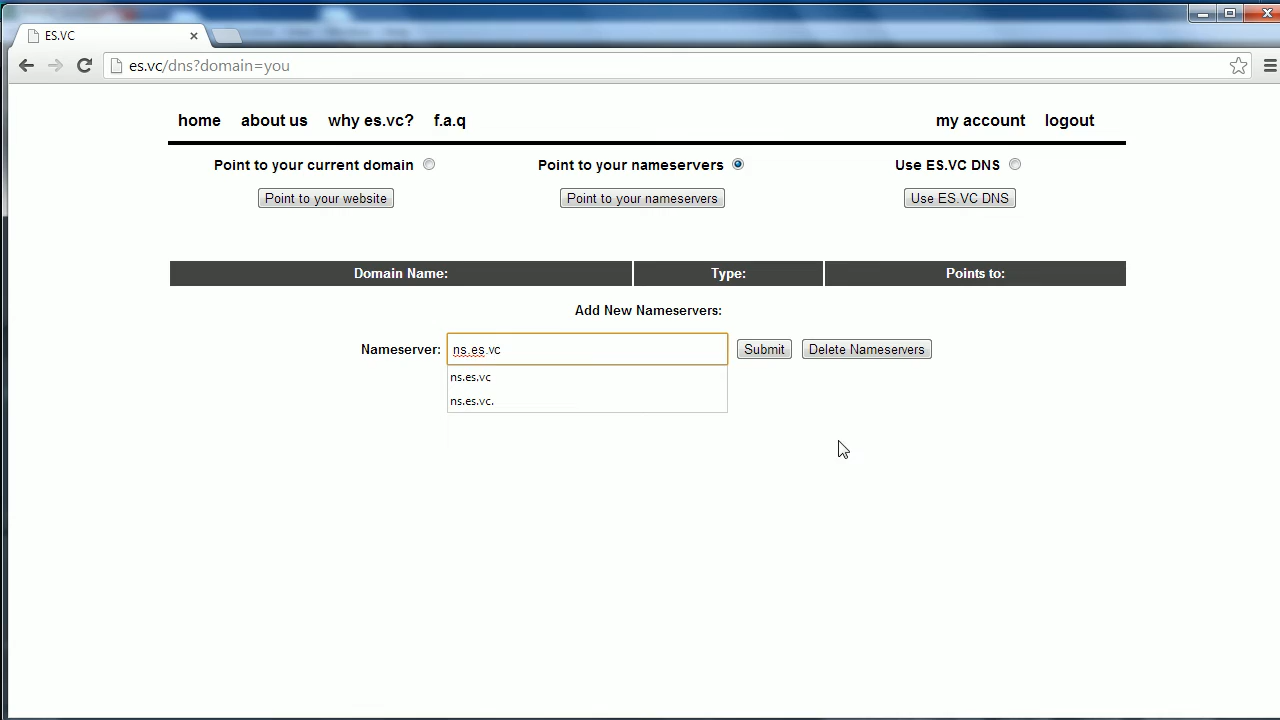 ES.VC
es.vc/dns?domain=you
home about us why es.vc? f.a.q my account logout
Point to your current domain Point to your nameservers Use ES.VC DNS
Point to your website Point to your nameservers Use ES.VC DNS
Domain Name: Type: Points to:
Add New Nameservers:
Nameserver: ns.es.vc Submit Delete Nameservers
ns.es.vc
ns.es.vc.